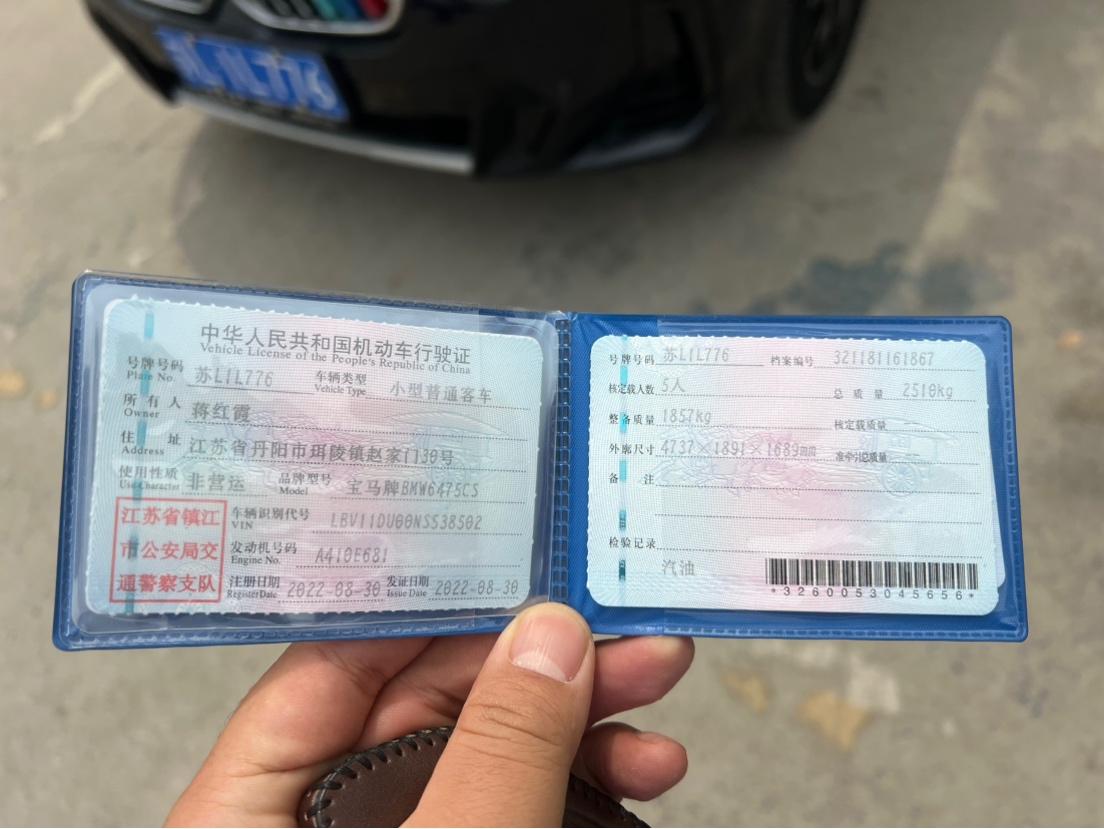 苏L1L776
中华人民共和国机动车行驶证
Vehicle License of the People's Republic of China
号牌号码 苏L1L776 车辆类型 小型普通客车
Plate No. Vehicle Type
所有人 蒋红霞
Owner
住址 江苏省丹阳市珥陵镇赵家门30号
Address
使用性质 非营运 品牌型号 宝马牌BMW6475CS
Use Character Model
江苏省镇江
市公安局交
通警察支队
车辆识别代号 LBV11DU00NSS38502
VIN
发动机号码 A410E681
Engine No.
注册日期 2022-08-30 发证日期 2022-08-30
Register Date Issue Date
号牌号码 苏L1L776 档案编号 321181161867
核定载人数 5人 总质量 2510kg
整备质量 1857kg 核定载质量
外廓尺寸 4737×1891×1689mm 准牵引总质量
备注
检验记录
汽油
*3260053045656*